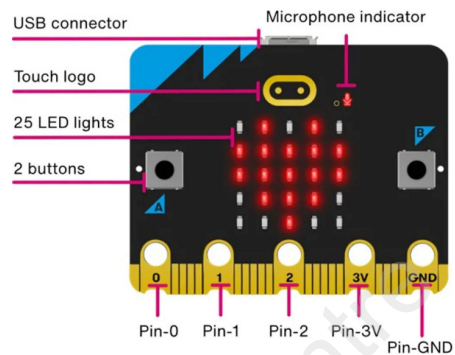 USB connector
Microphone indicator
Touch logo
25 LED lights
2 buttons
B
A
0 1 2 3V GND
Pin-0 Pin-1 Pin-2 Pin-3V
Pin-GND